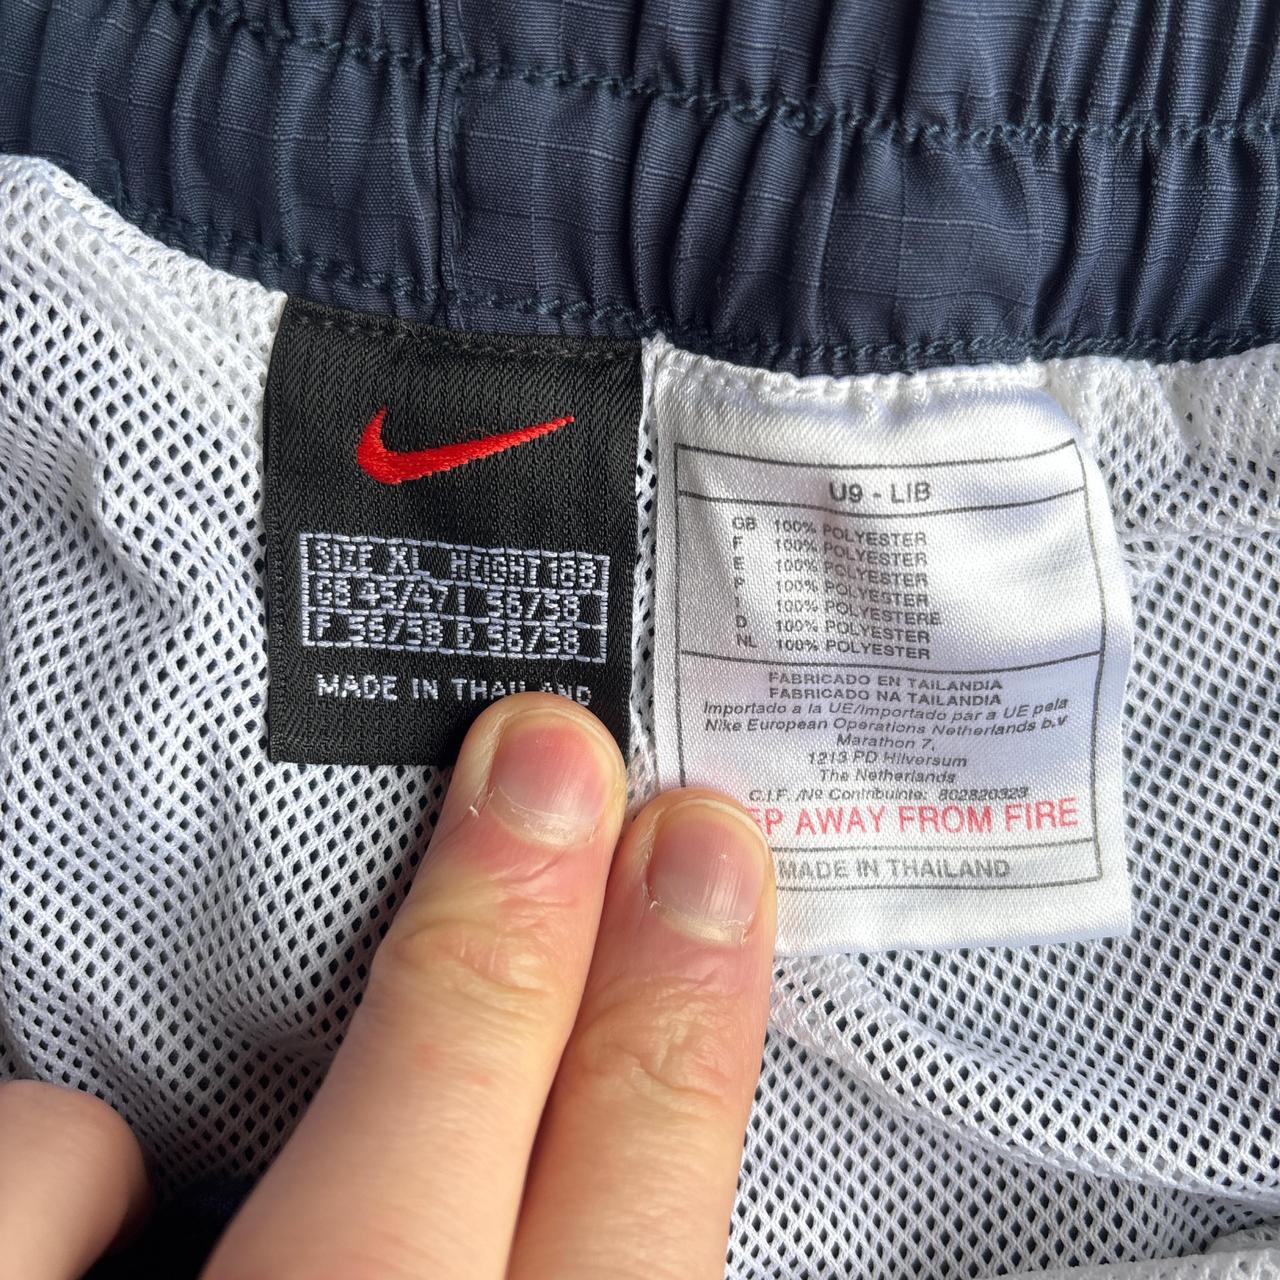 SIZE XL HEIGHT 188
GB 45/47 I 56/58
F 56/58 D 56/58
MADE IN THAILAND
U9 - LIB
GB 100% POLYESTER
F 100% POLYESTER
E 100% POLYESTER
P 100% POLYESTER
I 100% POLYESTERE
D 100% POLYESTER
NL 100% POLYESTER
FABRICADO EN TAILANDIA
FABRICADO NA TAILANDIA
Importado a la UE/Importado par a UE pela
Nike European Operations Netherlands b.v
Marathon 7,
1213 PD Hilversum
The Netherlands
C.I.F. /Nº Contribuinte: 802820323
EP AWAY FROM FIRE
MADE IN THAILAND